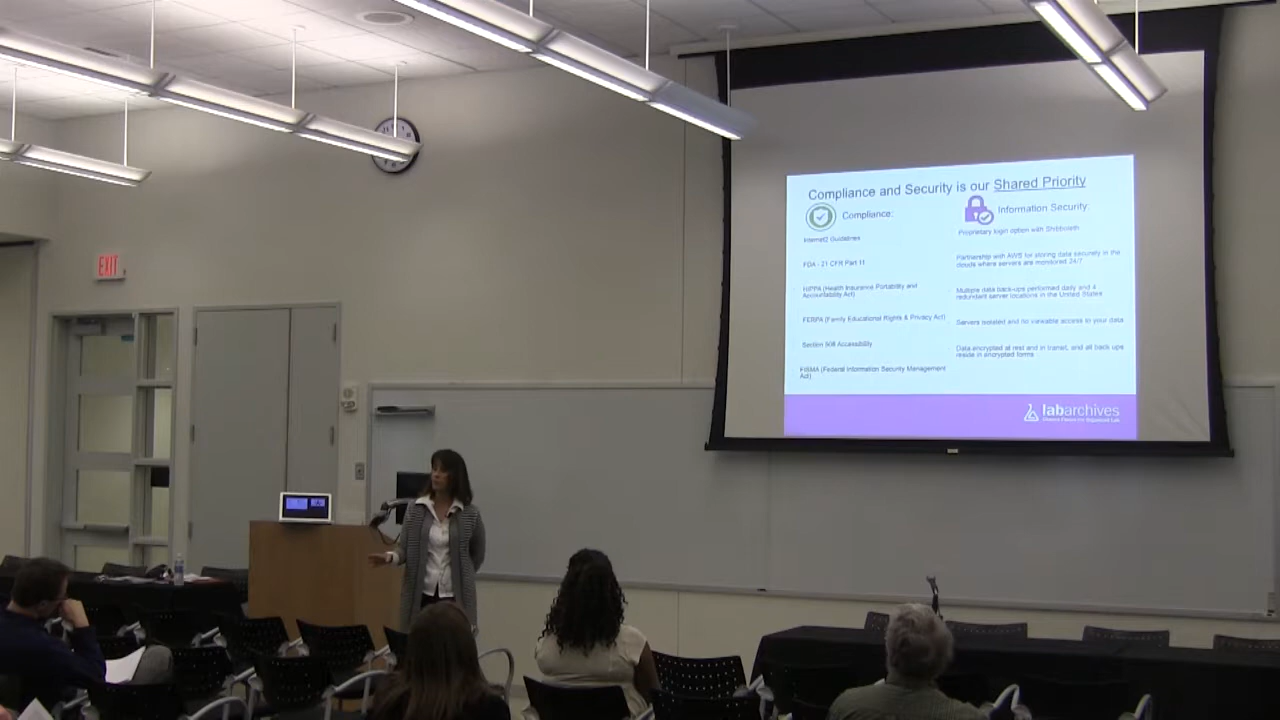 EXIT
Compliance and Security is our Shared Priority
Compliance:
Internet2 Guidelines
FDA - 21 CFR Part 11
HIPPA (Health Insurance Portability and
Accountability Act)
FERPA (Family Educational Rights & Privacy Act)
Section 508 Accessibility
FISMA (Federal Information Security Management
Act)
Information Security:
Proprietary login option with Shibboleth
Partnership with AWS for storing data securely in the
clouds where servers are monitored 24/7
Multiple data back-ups performed daily and 4
redundant server locations in the United States
Servers isolated and no viewable access to your data
Data encrypted at rest and in transit, and all back ups
reside in encrypted forms
labarchives